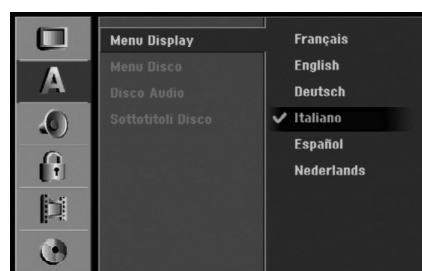 A
Menu Display
Menu Disco
Disco Audio
Sottotitoli Disco
Français
English
Deutsch
✔ Italiano
Español
Nederlands